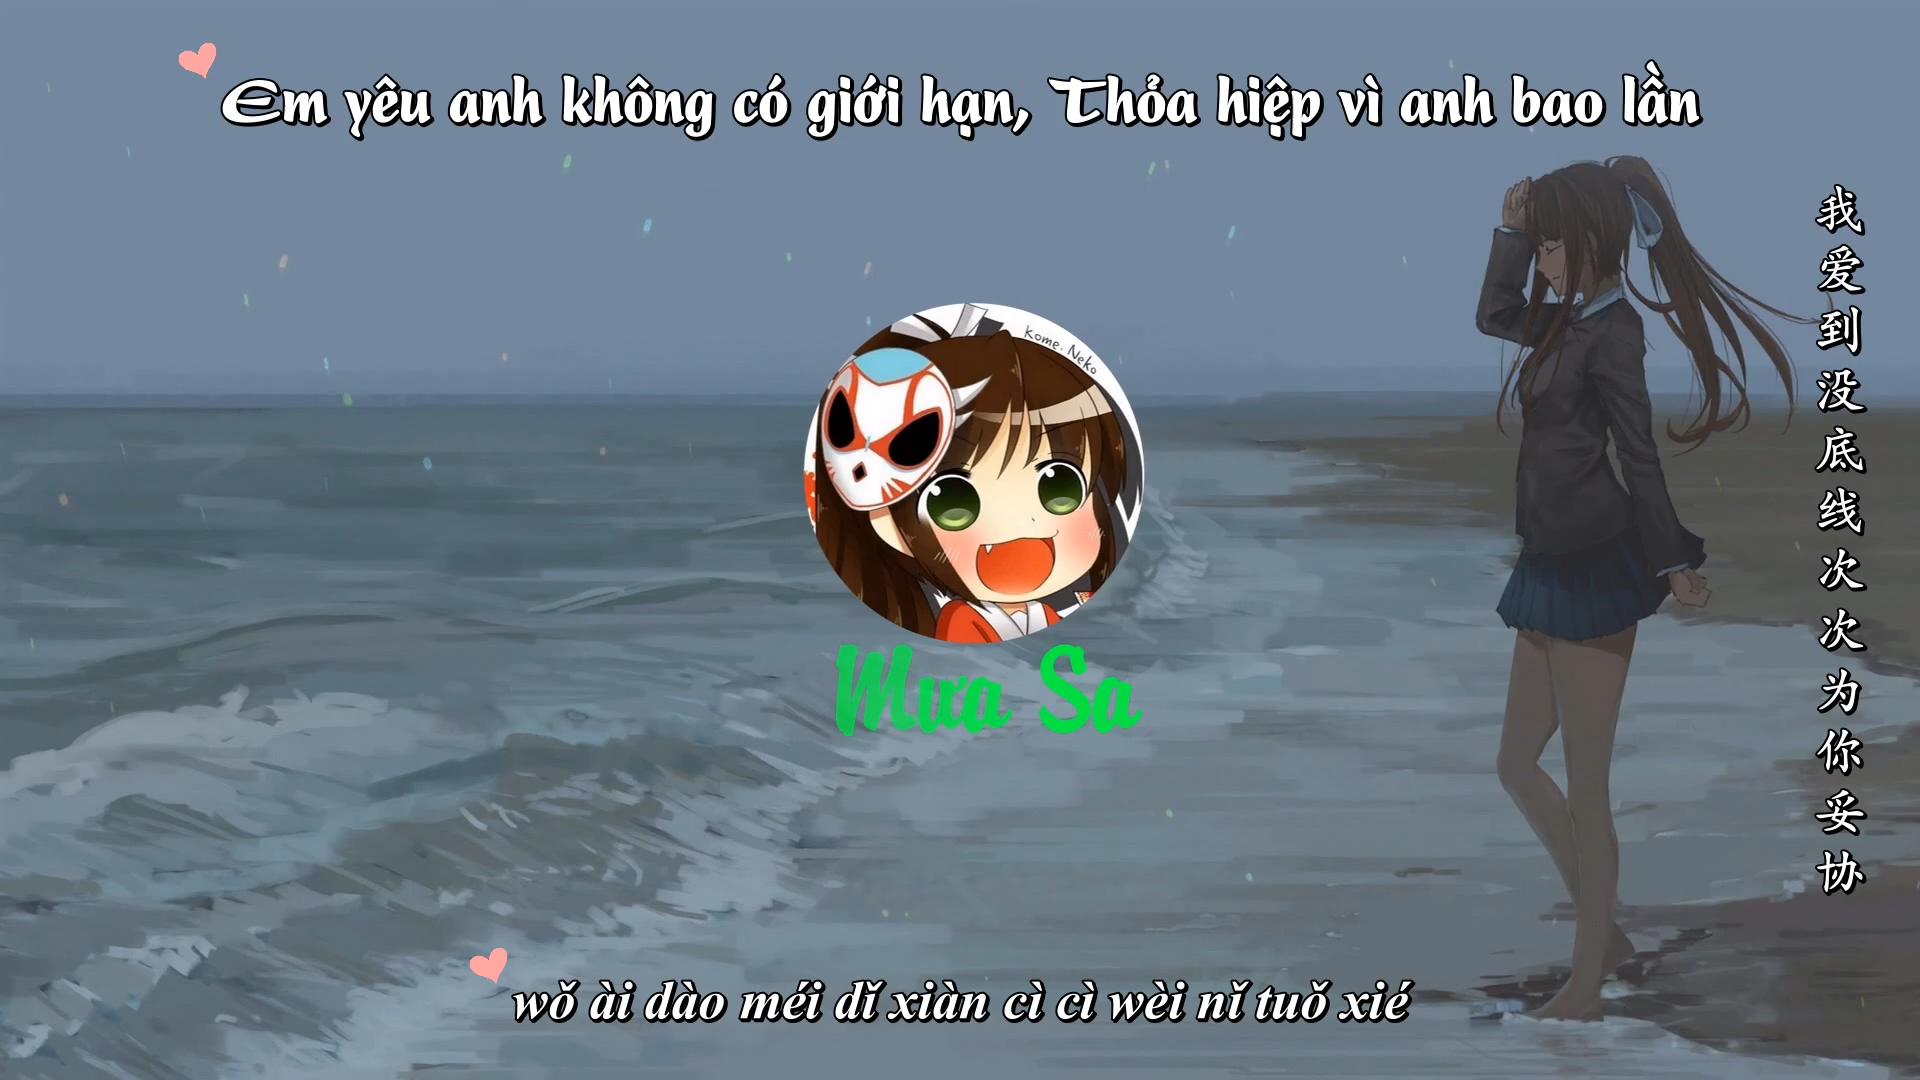 Em yêu anh không có giới hạn, Thỏa hiệp vì anh bao lần
我爱到没底线次次为你妥协
Kome. Neko
Mưa Sa
wǒ ài dào méi dǐ xiàn cì cì wèi nǐ tuǒ xié